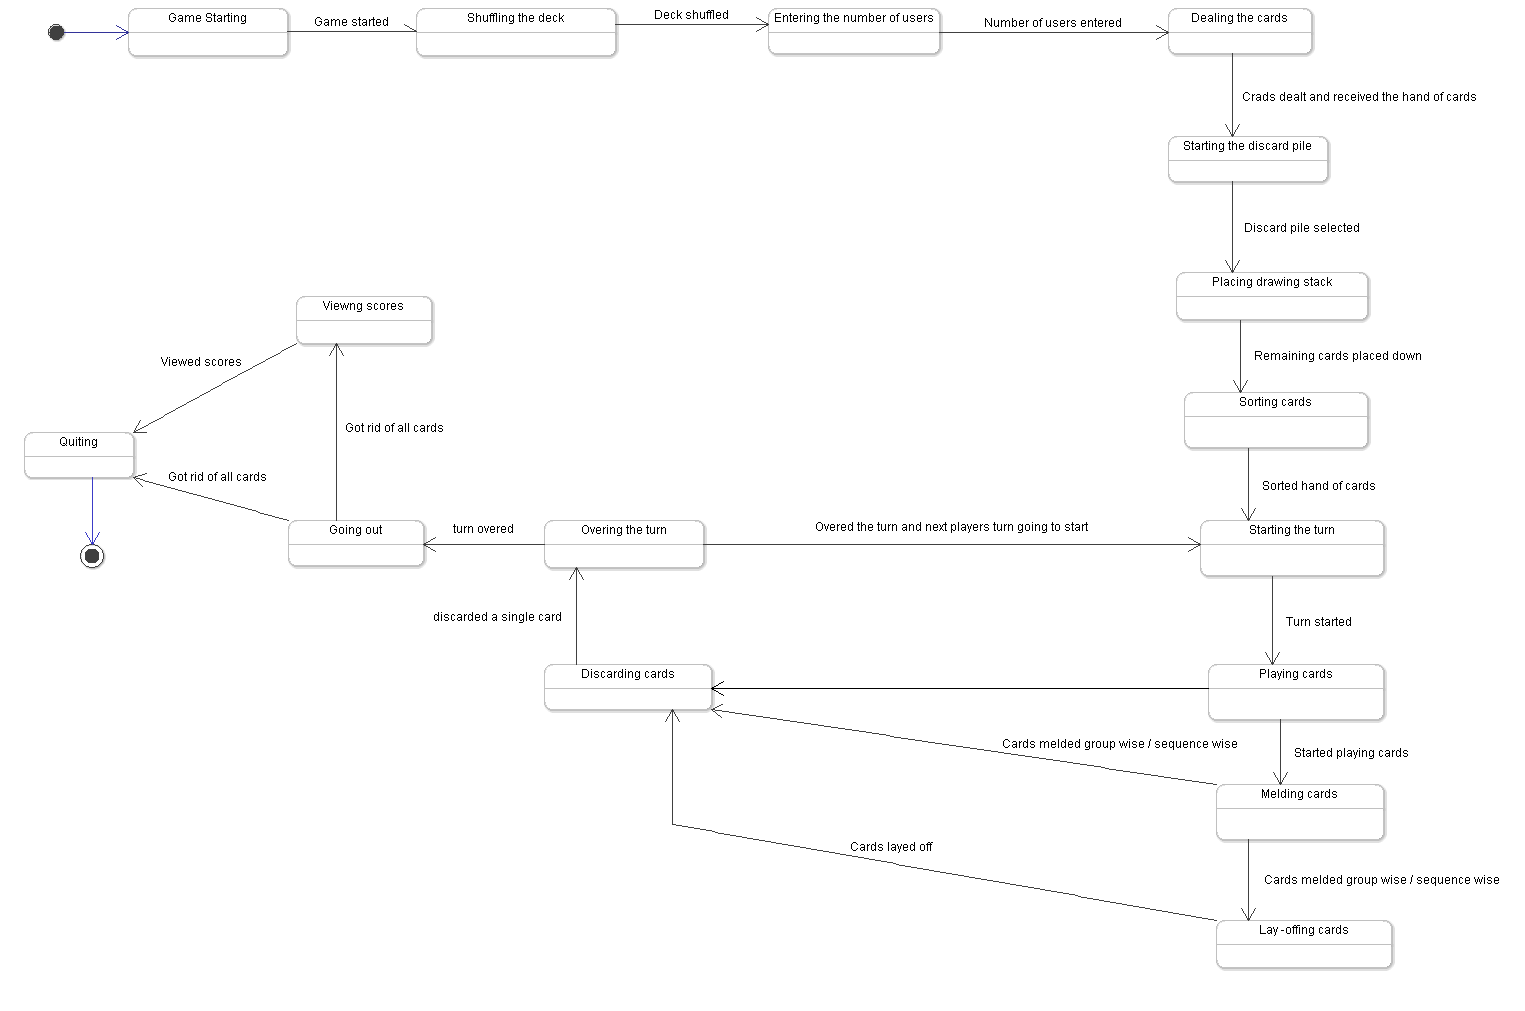 Game Starting
Game started
Shuffling the deck
Deck shuffled
Entering the number of users
Number of users entered
Dealing the cards
Crads dealt and received the hand of cards
Starting the discard pile
Discard pile selected
Placing drawing stack
Remaining cards placed down
Sorting cards
Sorted hand of cards
Viewng scores
Viewed scores
Got rid of all cards
Quiting
Got rid of all cards
Going out
turn overed
Overing the turn
Overed the turn and next players turn going to start
Starting the turn
discarded a single card
Turn started
Discarding cards
Playing cards
Cards melded group wise / sequence wise
Started playing cards
Melding cards
Cards layed off
Cards melded group wise / sequence wise
Lay-offing cards